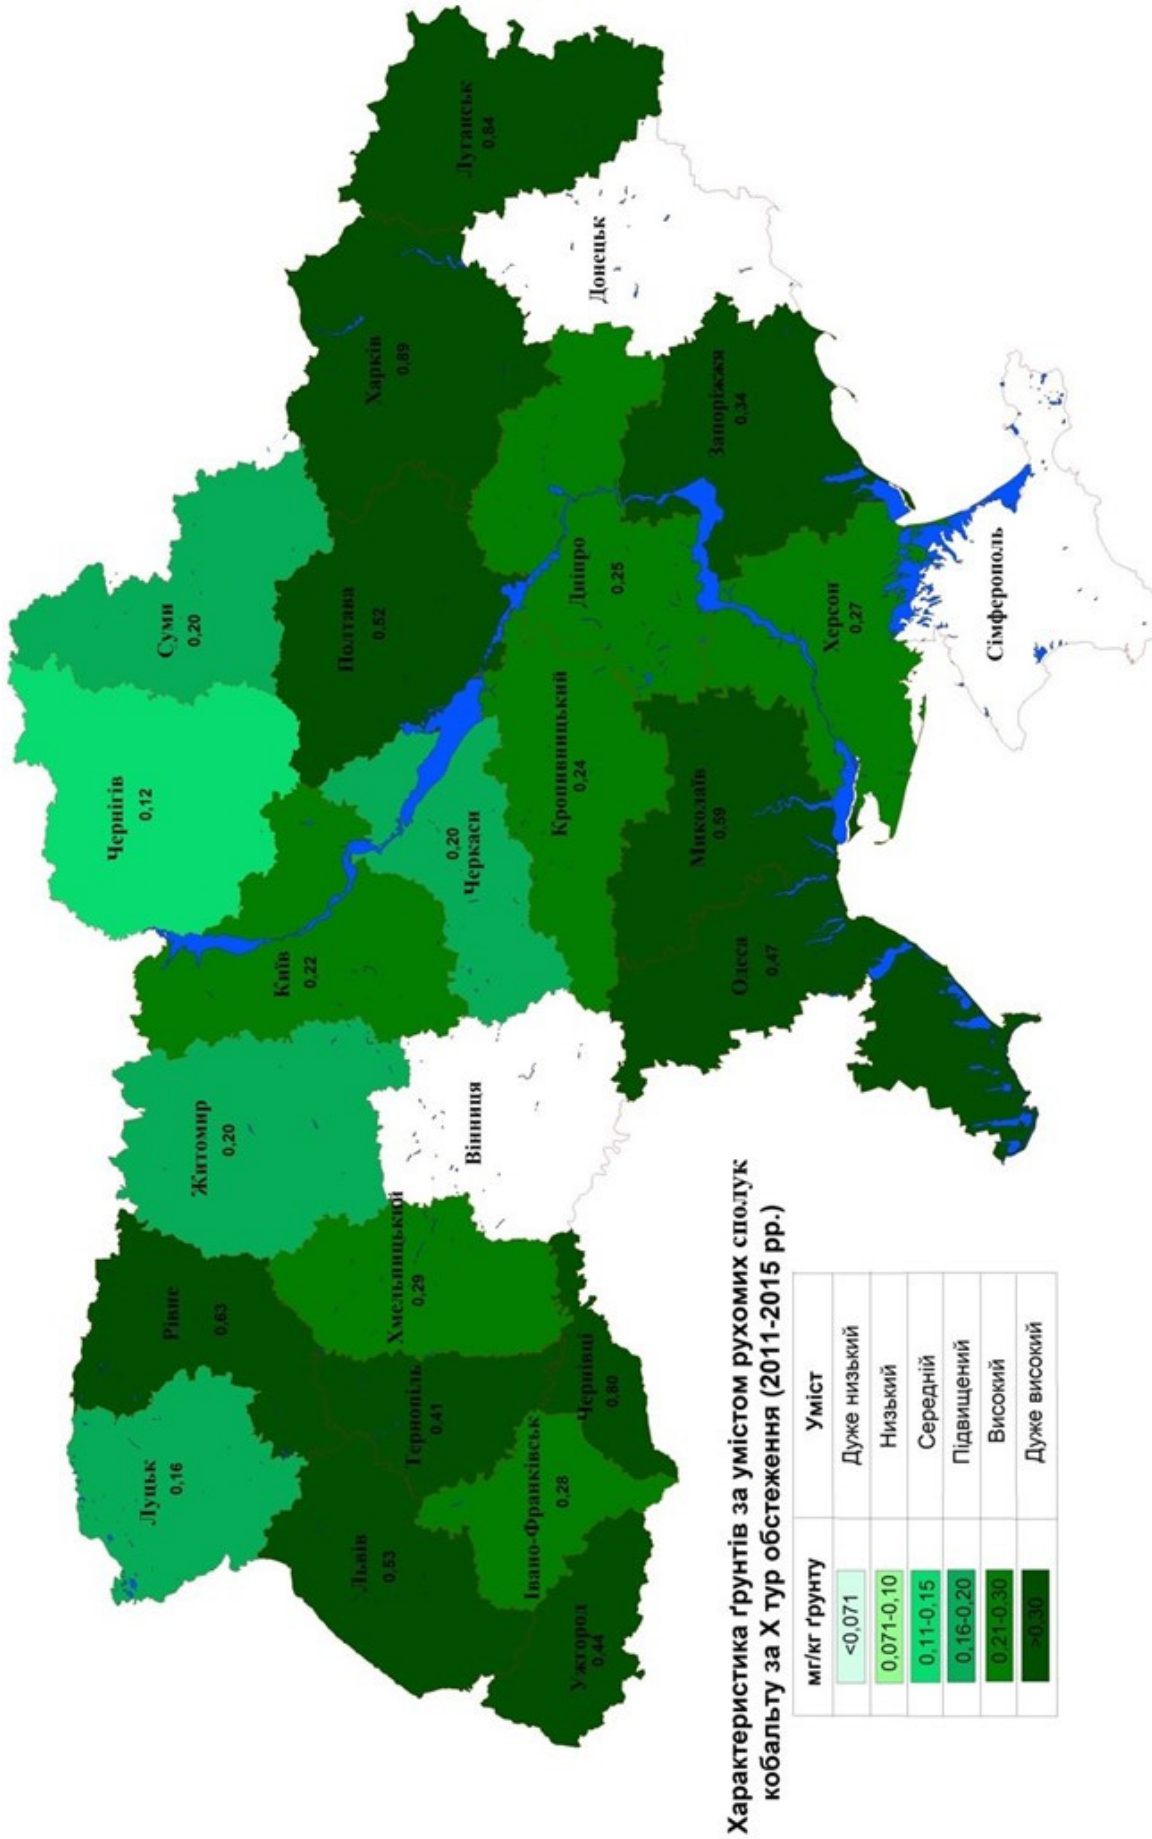 Чернігів
0,12
Суми
0,20
Луцьк
0,16
Рівне
0,63
Житомир
0,20
Київ
0,22
Полтава
0,52
Харків
0,89
Луганськ
0,84
Львів
0,53
Тернопіль
0,41
Хмельницький
0,29
Вінниця
0,20
Черкаси
Кропивницький
0,24
Дніпро
0,25
Донецьк
Ужгород
0,44
Івано-Франківськ
0,28
Чернівці
0,80
Одеса
0,47
Миколаїв
0,59
Запоріжжя
0,34
Херсон
0,27
Сімферополь
Характеристика ґрунтів за умістом рухомих сполук
кобальту за X тур обстеження (2011-2015 рр.)
мг/кг ґрунту Уміст
<0,071 Дуже низький
0,071-0,10 Низький
0,11-0,15 Середній
0,16-0,20 Підвищений
0,21-0,30 Високий
>0,30 Дуже високий